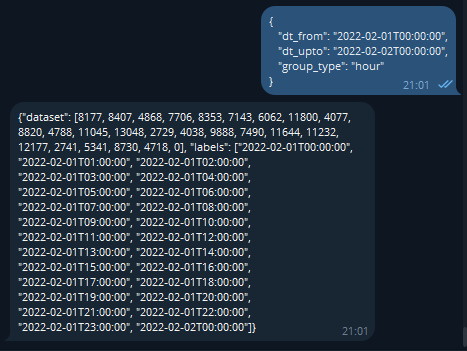 {
"dt_from": "2022-02-01T00:00:00",
"dt_upto": "2022-02-02T00:00:00",
"group_type": "hour"
}
21:01
{"dataset": [8177, 8407, 4868, 7706, 8353, 7143, 6062, 11800, 4077,
8820, 4788, 11045, 13048, 2729, 4038, 9888, 7490, 11644, 11232,
12177, 2741, 5341, 8730, 4718, 0], "labels": ["2022-02-01T00:00:00",
"2022-02-01T01:00:00", "2022-02-01T02:00:00",
"2022-02-01T03:00:00", "2022-02-01T04:00:00",
"2022-02-01T05:00:00", "2022-02-01T06:00:00",
"2022-02-01T07:00:00", "2022-02-01T08:00:00",
"2022-02-01T09:00:00", "2022-02-01T10:00:00",
"2022-02-01T11:00:00", "2022-02-01T12:00:00",
"2022-02-01T13:00:00", "2022-02-01T14:00:00",
"2022-02-01T15:00:00", "2022-02-01T16:00:00",
"2022-02-01T17:00:00", "2022-02-01T18:00:00",
"2022-02-01T19:00:00", "2022-02-01T20:00:00",
"2022-02-01T21:00:00", "2022-02-01T22:00:00",
"2022-02-01T23:00:00", "2022-02-02T00:00:00"]}
21:01